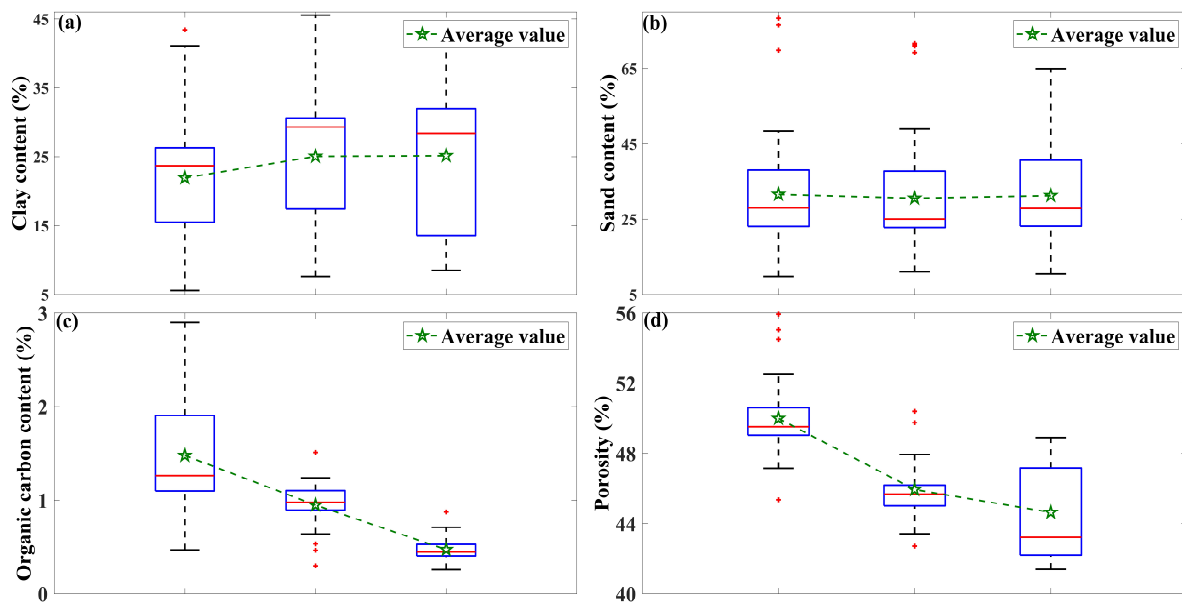 (a)
Average value
Clay content (%)
45
35
25
15
5
(b)
Average value
Sand content (%)
65
45
25
5
(c)
Average value
Organic carbon content (%)
3
2
1
0
(d)
Average value
Porosity (%)
56
52
48
44
40